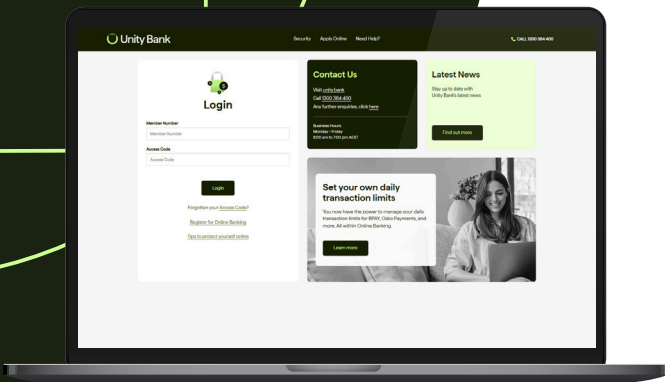 Unity Bank
Security Apply Online Need Help?
CALL 1300 384 400
Login
Member Number
Member Number
Access Code
Access Code
Login
Forgotten your Access Code?
Register for Online Banking
Tips to protect yourself online
Contact Us
Visit unity bank
Call 1300 384 400
Any further enquiries, click here
Business Hours:
Monday - Friday
8:00 am to 7:00 pm AEST
Latest News
Stay up to date with
Unity Bank's latest news
Find out more
Set your own daily
transaction limits
You now have the power to manage your daily
transaction limits for BPAY, Osko Payments, and
more. All within Online Banking.
Learn more